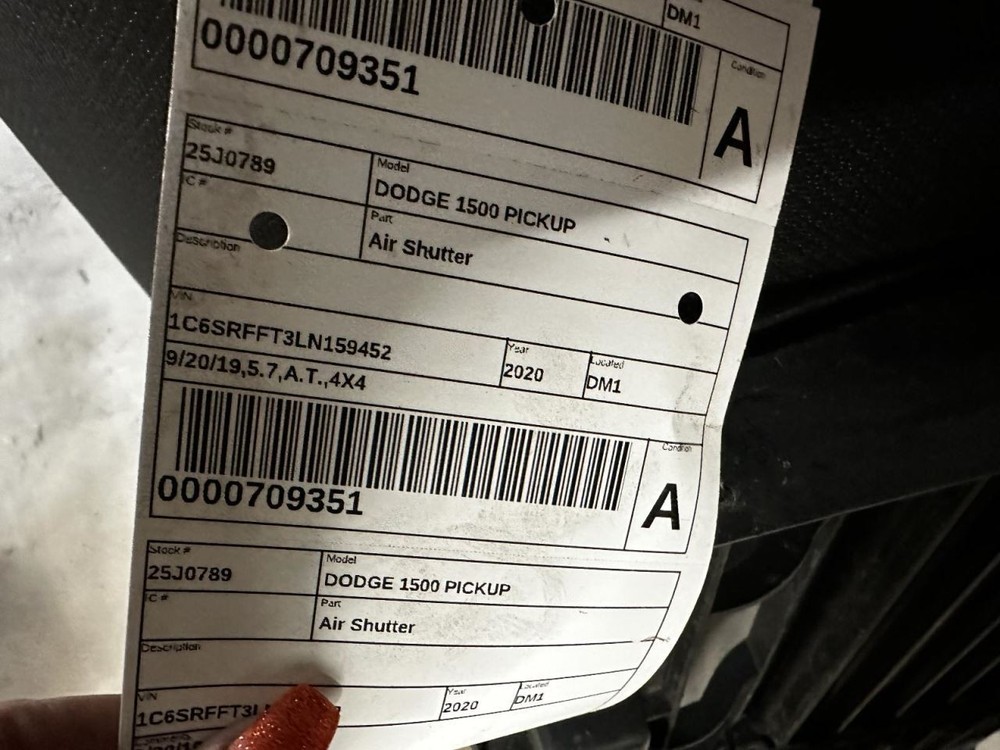 DM1
0000709351
Condition
A
Stock #
25J0789
Model
DODGE 1500 PICKUP
IC #
Part
Air Shutter
Description
VIN
1C6SRFFT3LN159452
Year
2020
Located
DM1
9/20/19,5.7,A.T.,4X4
0000709351
Condition
A
Stock #
25J0789
Model
DODGE 1500 PICKUP
IC #
Part
Air Shutter
Description
VIN
1C6SRFFT3L
Year
2020
Located
DM1